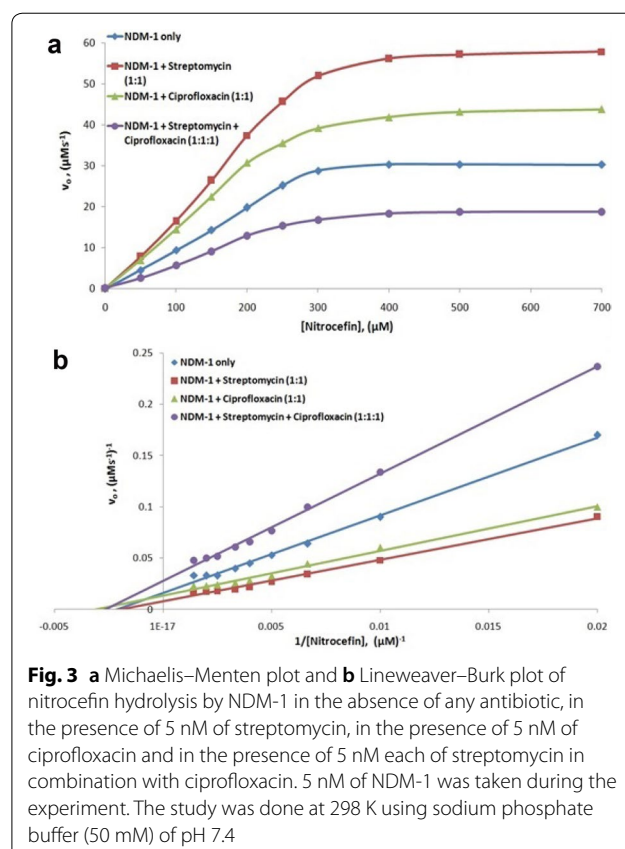 a
NDM-1 only
NDM-1 + Streptomycin
(1:1)
NDM-1 + Ciprofloxacin (1:1)
NDM-1 + Streptomycin +
Ciprofloxacin (1:1:1)
vₒ, (μMs⁻¹)
60
50
40
30
20
10
0
0 100 200 300 400 500 600 700
[Nitrocefin], (μM)
b
NDM-1 only
NDM-1 + Streptomycin (1:1)
NDM-1 + Ciprofloxacin (1:1)
NDM-1 + Streptomycin + Ciprofloxacin (1:1:1)
vₒ, (μMs⁻¹)⁻¹
0.25
0.2
0.15
0.1
0.05
0
-0.005 1E-17 0.005 0.01 0.015 0.02
1/[Nitrocefin], (μM)⁻¹
Fig. 3 a Michaelis–Menten plot and b Lineweaver–Burk plot of
nitrocefin hydrolysis by NDM-1 in the absence of any antibiotic, in
the presence of 5 nM of streptomycin, in the presence of 5 nM of
ciprofloxacin and in the presence of 5 nM each of streptomycin in
combination with ciprofloxacin. 5 nM of NDM-1 was taken during the
experiment. The study was done at 298 K using sodium phosphate
buffer (50 mM) of pH 7.4